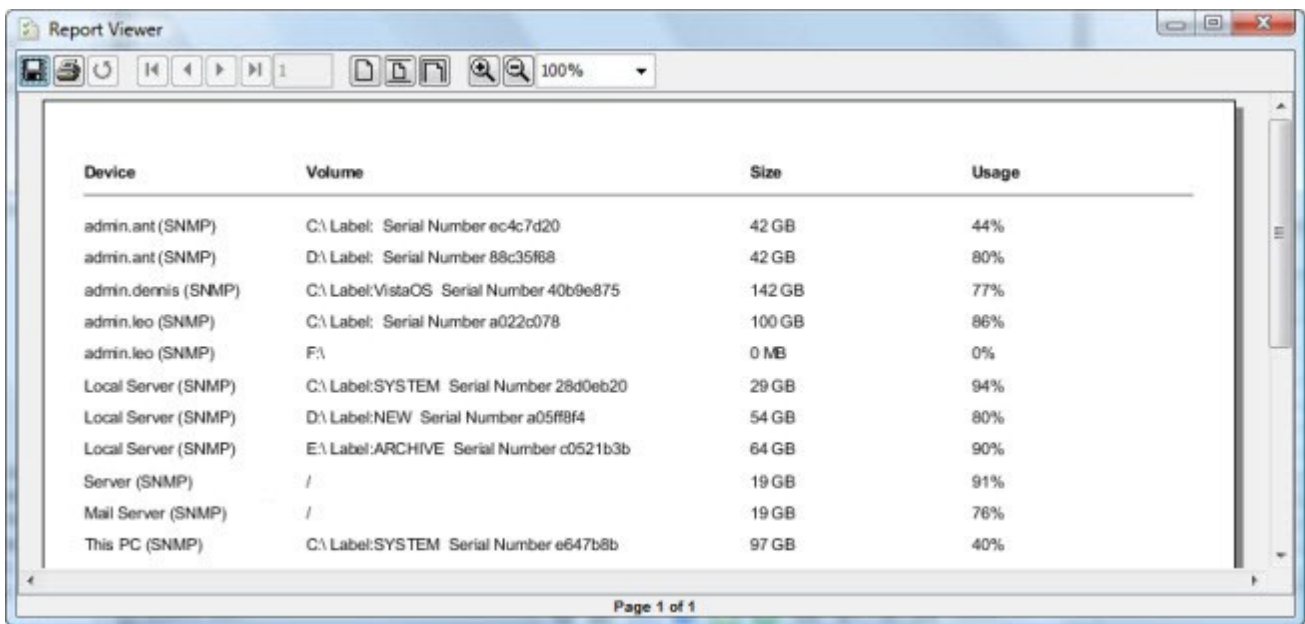 Report Viewer
1 100%
Device Volume Size Usage
admin.ant (SNMP) C:\ Label: Serial Number ec4c7d20 42 GB 44%
admin.ant (SNMP) D:\ Label: Serial Number 88c35f68 42 GB 80%
admin.dennis (SNMP) C:\ Label:VistaOS Serial Number 40b9e875 142 GB 77%
admin.leo (SNMP) C:\ Label: Serial Number a022c078 100 GB 86%
admin.leo (SNMP) F:\ 0 MB 0%
Local Server (SNMP) C:\ Label:SYSTEM Serial Number 28d0eb20 29 GB 94%
Local Server (SNMP) D:\ Label:NEW Serial Number a05ff8f4 54 GB 80%
Local Server (SNMP) E:\ Label:ARCHIVE Serial Number c0521b3b 64 GB 90%
Server (SNMP) / 19 GB 91%
Mail Server (SNMP) / 19 GB 76%
This PC (SNMP) C:\ Label:SYSTEM Serial Number e647b8b 97 GB 40%
Page 1 of 1